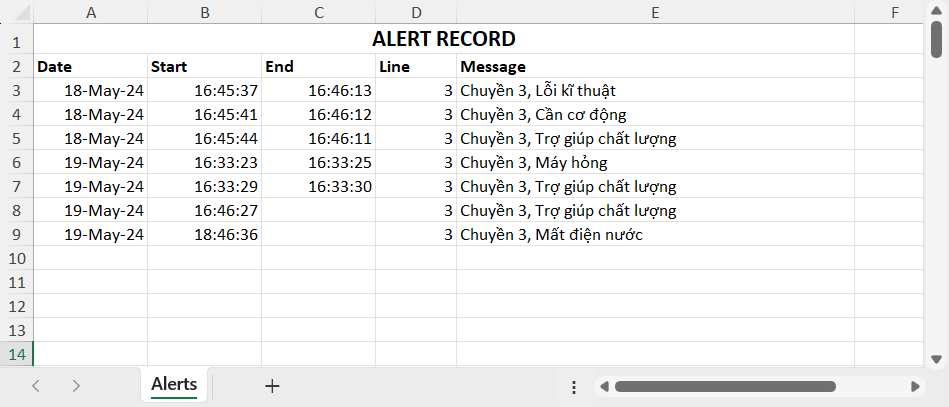 A B C D E F
1 ALERT RECORD
2 Date Start End Line Message
3 18-May-24 16:45:37 16:46:13 3 Chuyền 3, Lỗi kĩ thuật
4 18-May-24 16:45:41 16:46:12 3 Chuyền 3, Cần cơ động
5 18-May-24 16:45:44 16:46:11 3 Chuyền 3, Trợ giúp chất lượng
6 19-May-24 16:33:23 16:33:25 3 Chuyền 3, Máy hỏng
7 19-May-24 16:33:29 16:33:30 3 Chuyền 3, Trợ giúp chất lượng
8 19-May-24 16:46:27 3 Chuyền 3, Trợ giúp chất lượng
9 19-May-24 18:46:36 3 Chuyền 3, Mất điện nước
10
11
12
13
14
Alerts